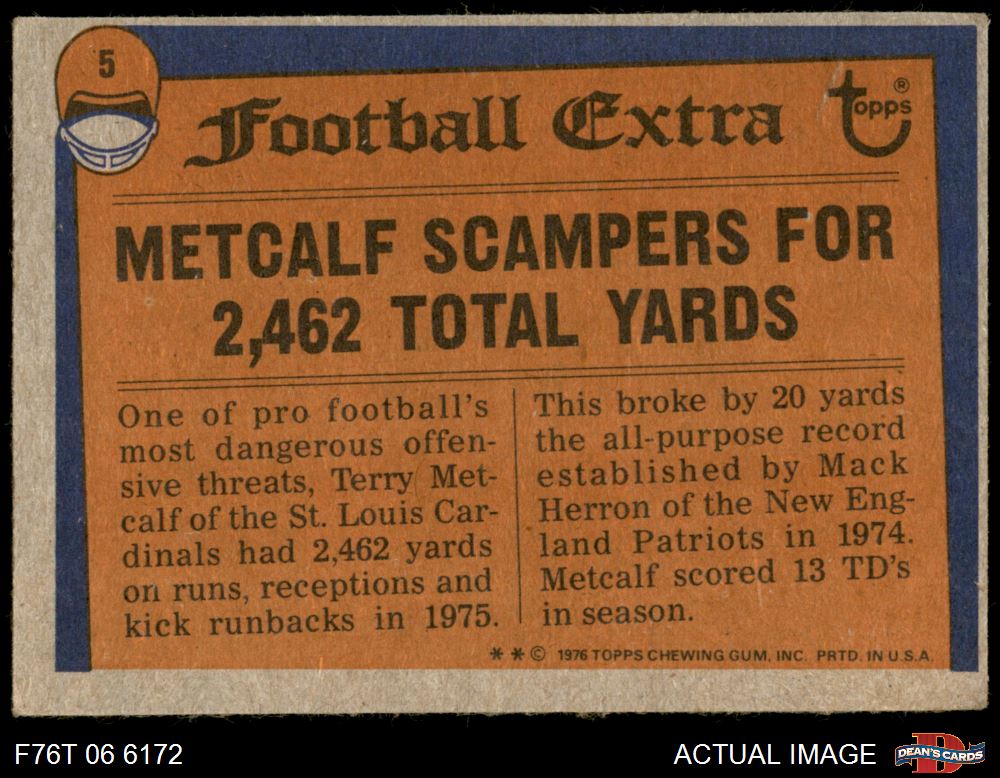 5
Football Extra
topps®
METCALF SCAMPERS FOR
2,462 TOTAL YARDS
One of pro football's
most dangerous offen-
sive threats, Terry Met-
calf of the St. Louis Car-
dinals had 2,462 yards
on runs, receptions and
kick runbacks in 1975.
This broke by 20 yards
the all-purpose record
established by Mack
Herron of the New Eng-
land Patriots in 1974.
Metcalf scored 13 TD's
in season.
** © 1976 TOPPS CHEWING GUM, INC. PRTD. IN U.S.A.
F76T 06 6172
ACTUAL IMAGE
DEAN'S CARDS